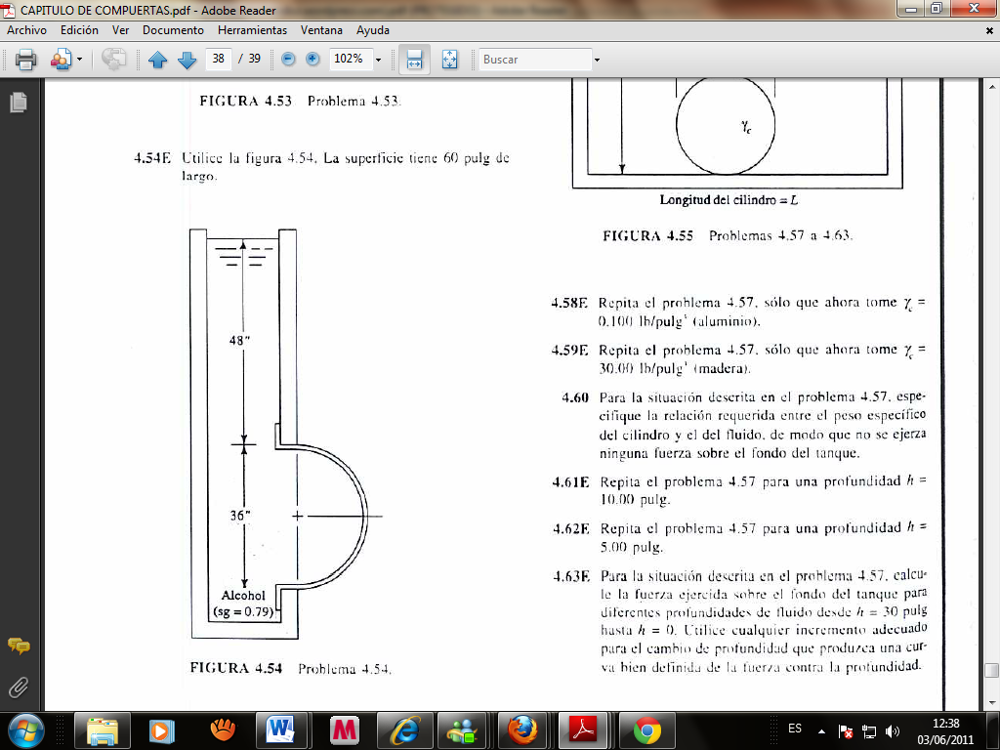 CAPITULO DE COMPUERTAS.pdf - Adobe Reader
Archivo Edición Ver Documento Herramientas Ventana Ayuda
38 / 39 102% Buscar
FIGURA 4.53 Problema 4.53.
4.54E Utilice la figura 4.54. La superficie tiene 60 pulg de
largo.
48"
36"
Alcohol
(sg = 0.79)
FIGURA 4.54 Problema 4.54.
γc
Longitud del cilindro = L
FIGURA 4.55 Problemas 4.57 a 4.63.
4.58E Repita el problema 4.57, sólo que ahora tome γc =
0.100 lb/pulg³ (aluminio).
4.59E Repita el problema 4.57, sólo que ahora tome γc =
30.00 lb/pulg³ (madera).
4.60 Para la situación descrita en el problema 4.57, espe-
cifique la relación requerida entre el peso específico
del cilindro y el del fluido, de modo que no se ejerza
ninguna fuerza sobre el fondo del tanque.
4.61E Repita el problema 4.57 para una profundidad h =
10.00 pulg.
4.62E Repita el problema 4.57 para una profundidad h =
5.00 pulg.
4.63E Para la situación descrita en el problema 4.57, calcu-
le la fuerza ejercida sobre el fondo del tanque para
diferentes profundidades de fluido desde h = 30 pulg
hasta h = 0. Utilice cualquier incremento adecuado
para el cambio de profundidad que produzca una cur-
va bien definida de la fuerza contra la profundidad.
ES
12:38
03/06/2011